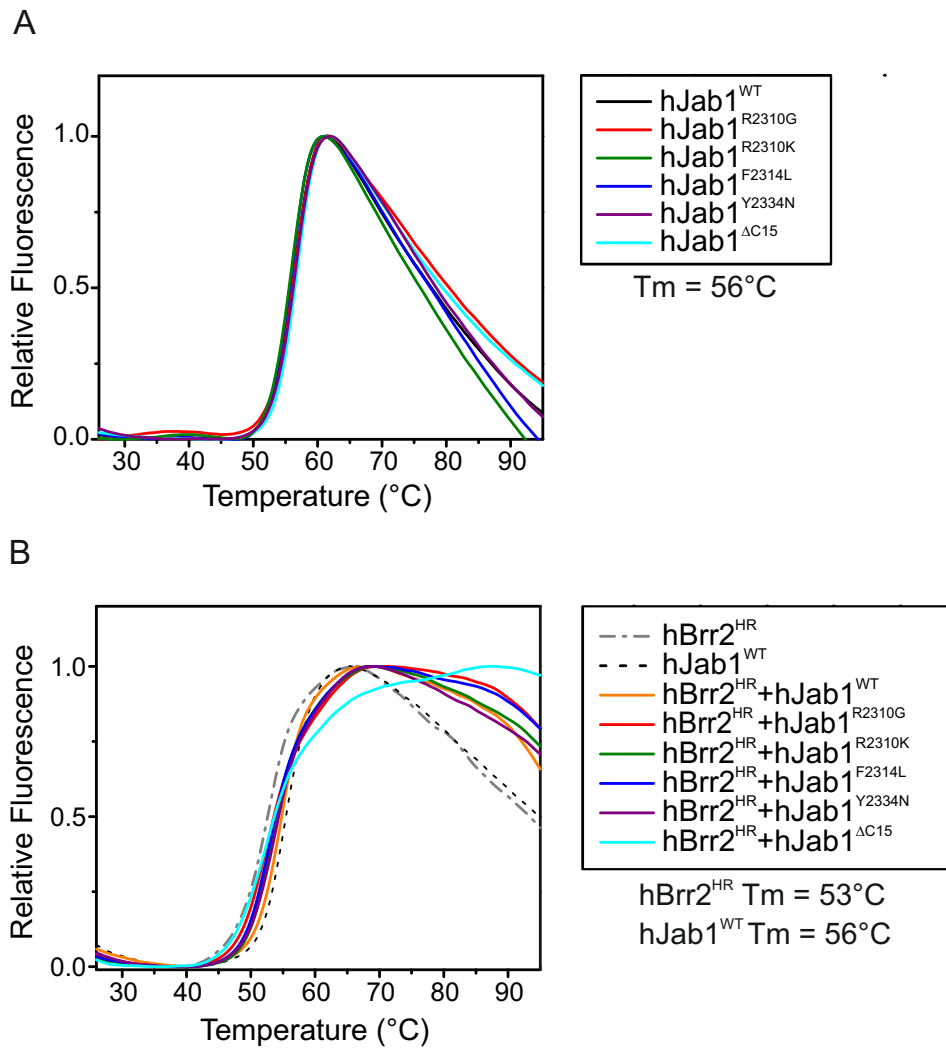 A
Relative Fluorescence
1.0
0.5
0.0
30 40 50 60 70 80 90
Temperature (°C)
hJab1WT
hJab1R2310G
hJab1R2310K
hJab1F2314L
hJab1Y2334N
hJab1ΔC15
Tm = 56°C
B
Relative Fluorescence
1.0
0.5
0.0
30 40 50 60 70 80 90
Temperature (°C)
hBrr2HR
hJab1WT
hBrr2HR+hJab1WT
hBrr2HR+hJab1R2310G
hBrr2HR+hJab1R2310K
hBrr2HR+hJab1F2314L
hBrr2HR+hJab1Y2334N
hBrr2HR+hJab1ΔC15
hBrr2HR Tm = 53°C
hJab1WT Tm = 56°C